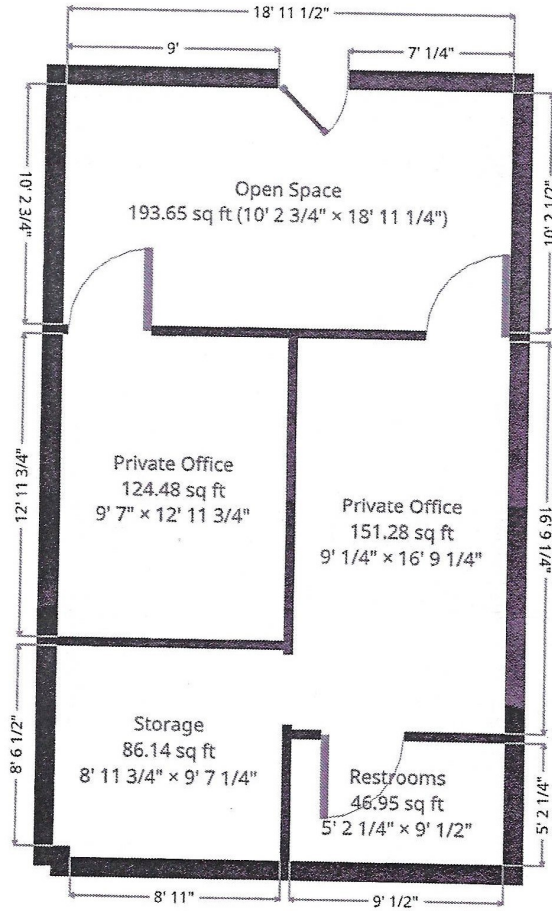 18' 11 1/2"
9'
7' 1/4"
10' 2 3/4"
10' 2 1/2"
Open Space
193.65 sq ft (10' 2 3/4" × 18' 11 1/4")
12' 11 3/4"
Private Office
124.48 sq ft
9' 7" × 12' 11 3/4"
Private Office
151.28 sq ft
9' 1/4" × 16' 9 1/4"
16' 9 1/4"
8' 6 1/2"
Storage
86.14 sq ft
8' 11 3/4" × 9' 7 1/4"
Restrooms
46.95 sq ft
5' 2 1/4" × 9' 1/2"
5' 2 1/4"
8' 11"
9' 1/2"